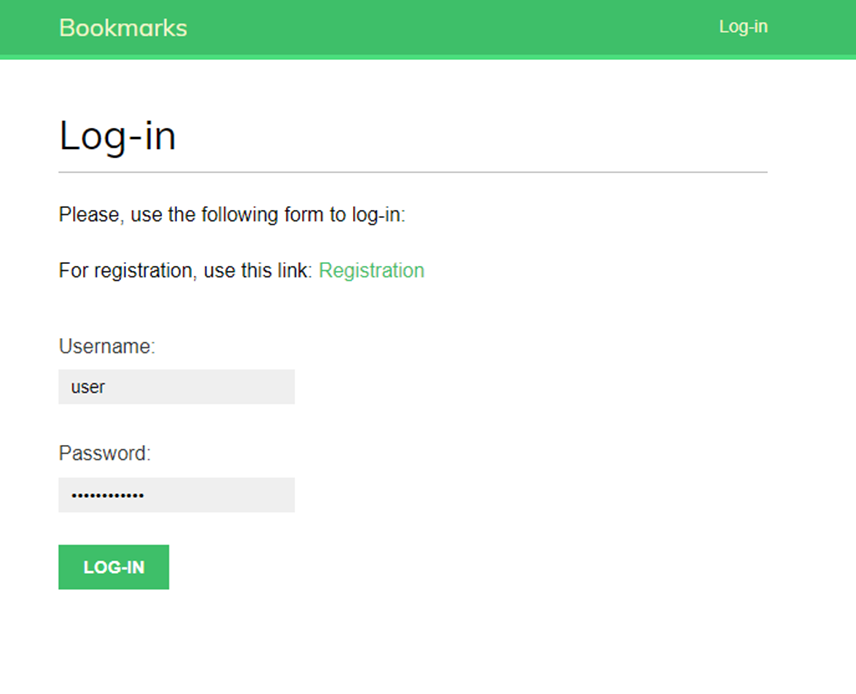 Bookmarks
Log-in
Log-in
Please, use the following form to log-in:
For registration, use this link: Registration
Username:
user
Password:
••••••••••••
LOG-IN